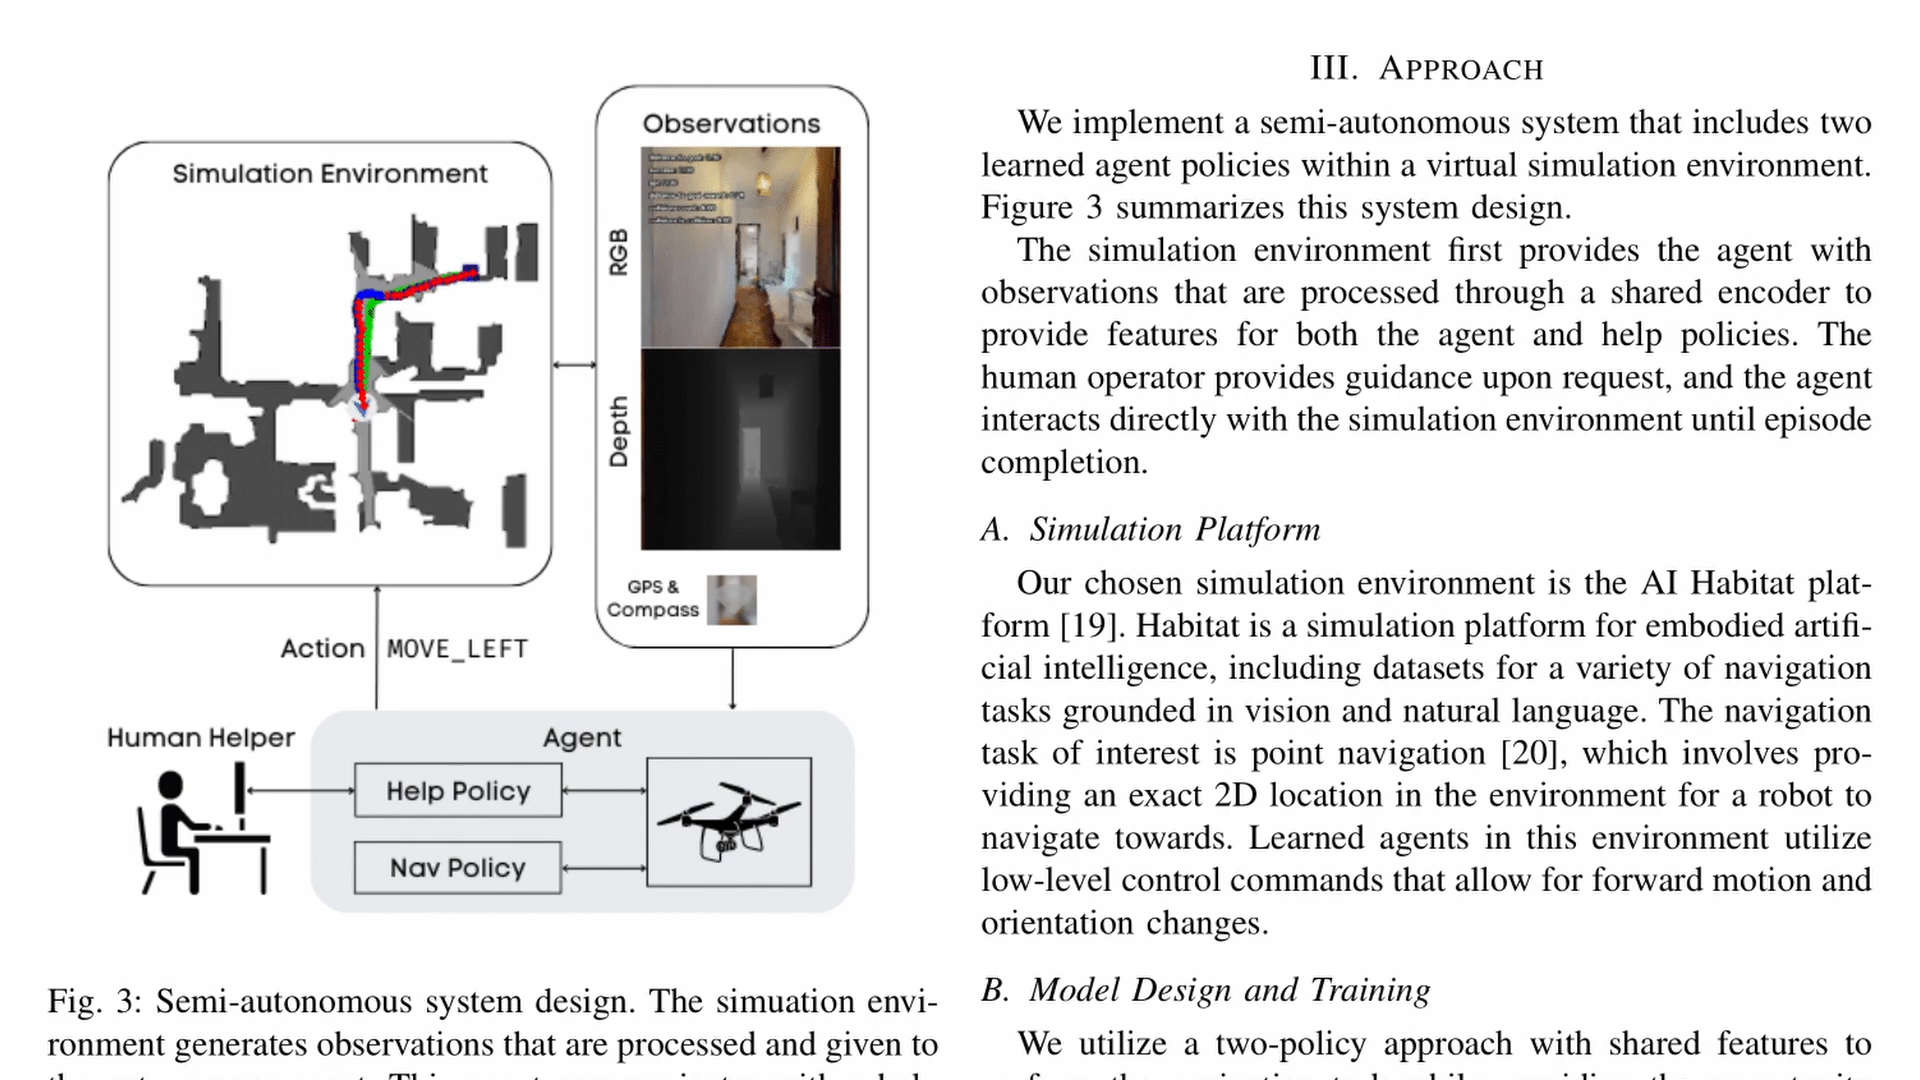 Observations
Simulation Environment
RGB
Depth
GPS &
Compass
Action MOVE_LEFT
Human Helper
Agent
Help Policy
Nav Policy
Fig. 3: Semi-autonomous system design. The simuation envi-
ronment generates observations that are processed and given to
III. APPROACH
We implement a semi-autonomous system that includes two
learned agent policies within a virtual simulation environment.
Figure 3 summarizes this system design.
The simulation environment first provides the agent with
observations that are processed through a shared encoder to
provide features for both the agent and help policies. The
human operator provides guidance upon request, and the agent
interacts directly with the simulation environment until episode
completion.
A. Simulation Platform
Our chosen simulation environment is the AI Habitat plat-
form [19]. Habitat is a simulation platform for embodied artifi-
cial intelligence, including datasets for a variety of navigation
tasks grounded in vision and natural language. The navigation
task of interest is point navigation [20], which involves pro-
viding an exact 2D location in the environment for a robot to
navigate towards. Learned agents in this environment utilize
low-level control commands that allow for forward motion and
orientation changes.
B. Model Design and Training
We utilize a two-policy approach with shared features to